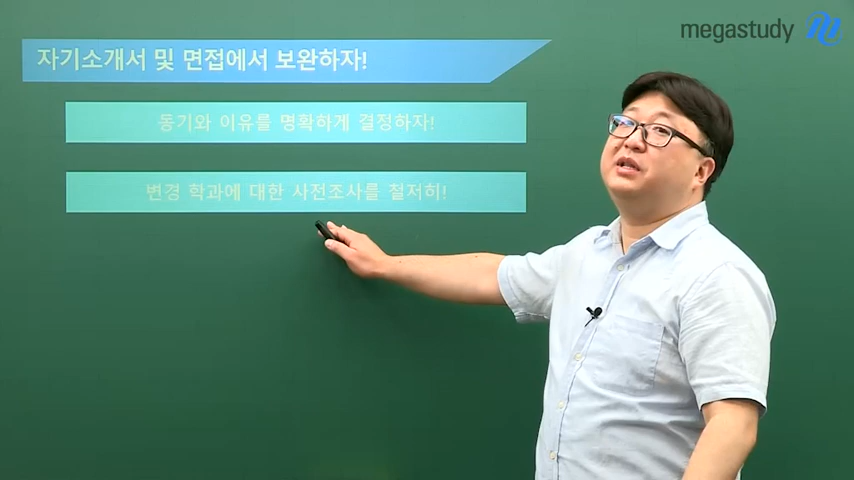 megastudy
자기소개서 및 면접에서 보완하자!
동기와 이유를 명확하게 결정하자!
변경 학과에 대한 사전조사를 철저히!